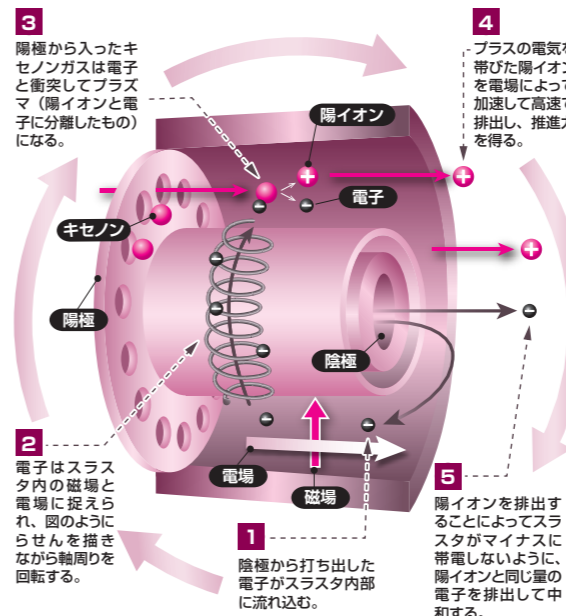 3
陽極から入ったキ
セノンガスは電子
と衝突してプラズ
マ（陽イオンと電
子に分離したもの）
になる。
4
プラスの電気を
帯びた陽イオン
を電場によって
加速して高速で
排出し、推進力
を得る。
陽イオン
電子
キセノン
陽極
陰極
電場
磁場
2
電子はスラス
タ内の磁場と
電場に捉えら
れ、図のように
らせんを描き
ながら軸周りを
回転する。
1
陰極から打ち出した
電子がスラスタ内部
に流れ込む。
5
陽イオンを排出す
ることによってスラ
スタがマイナスに
帯電しないように、
陽イオンと同じ量の
電子を排出して中
和する。